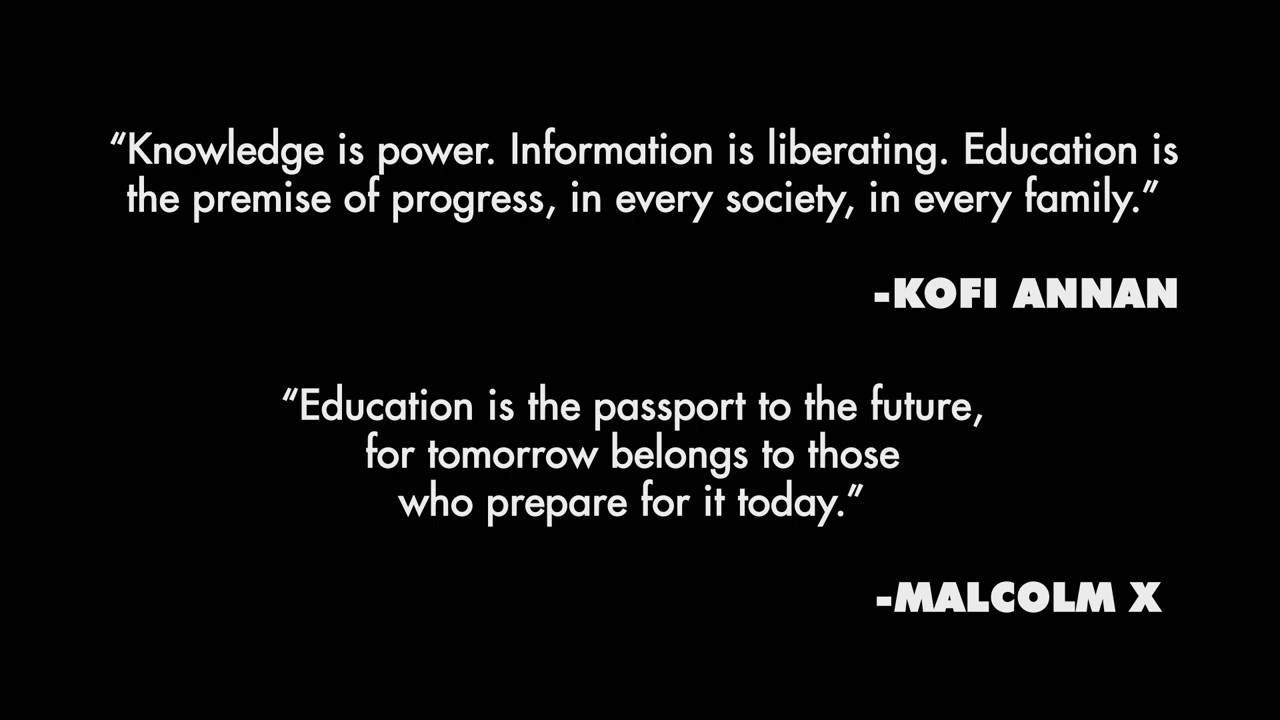 “Knowledge is power. Information is liberating. Education is
the premise of progress, in every society, in every family.”
-KOFI ANNAN
“Education is the passport to the future,
for tomorrow belongs to those
who prepare for it today.”
-MALCOLM X